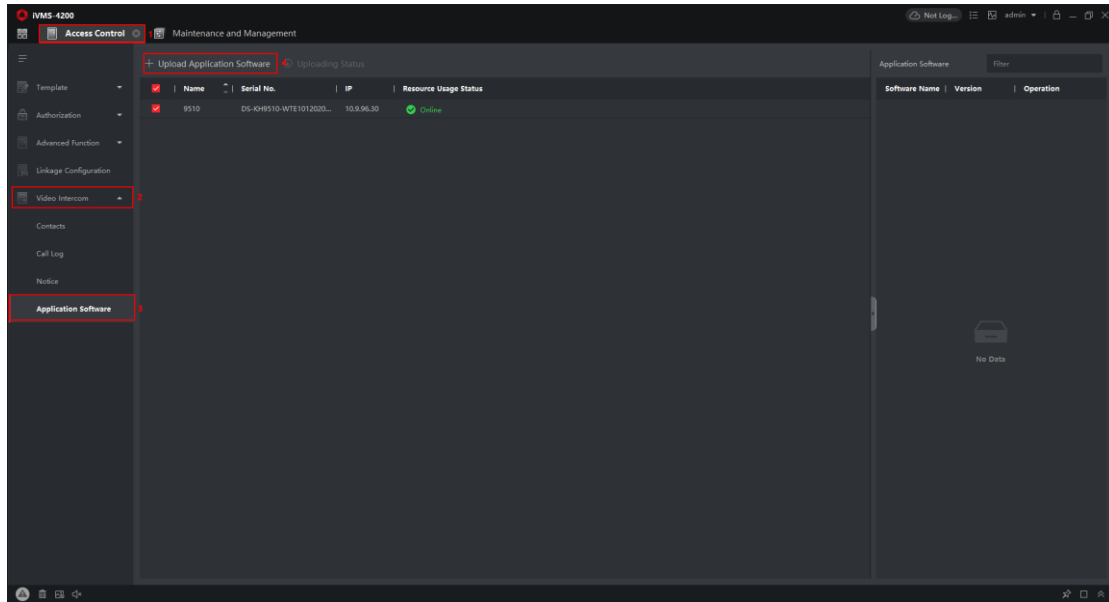 iVMS-4200
Not Log... admin
Access Control 1 Maintenance and Management
+ Upload Application Software 4 Uploading Status
Application Software Filter
Template
Name | Serial No. | IP | Resource Usage Status
Software Name | Version | Operation
9510 DS-KH9510-WTE1012020... 10.9.96.30 Online
Authorization
Advanced Function
Linkage Configuration
Video Intercom 2
Contacts
Call Log
Notice
Application Software 3
No Data